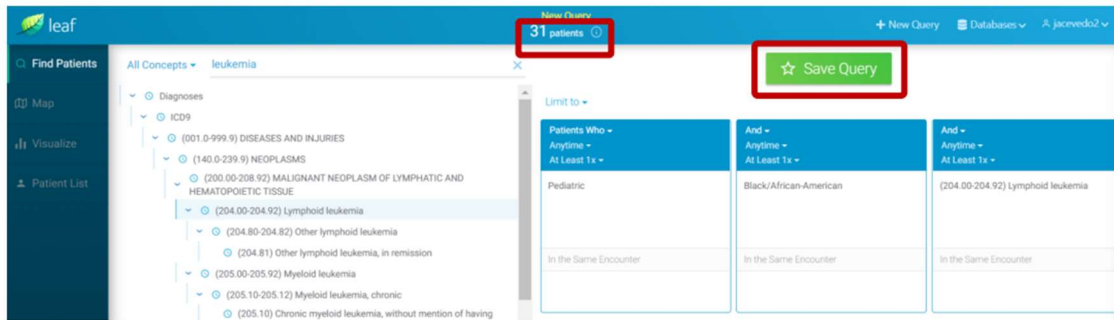 leaf
New Query
31 patients
+ New Query
Databases
jacevedo2
Find Patients
Map
Visualize
Patient List
All Concepts
leukemia
Diagnoses
ICD9
(001.0-999.9) DISEASES AND INJURIES
(140.0-239.9) NEOPLASMS
(200.00-208.92) MALIGNANT NEOPLASM OF LYMPHATIC AND
HEMATOPOIETIC TISSUE
(204.00-204.92) Lymphoid leukemia
(204.80-204.82) Other lymphoid leukemia
(204.81) Other lymphoid leukemia, in remission
(205.00-205.92) Myeloid leukemia
(205.10-205.12) Myeloid leukemia, chronic
(205.10) Chronic myeloid leukemia, without mention of having
Save Query
Limit to
Patients Who
Anytime
At Least 1x
Pediatric
In the Same Encounter
And
Anytime
At Least 1x
Black/African-American
In the Same Encounter
And
Anytime
At Least 1x
(204.00-204.92) Lymphoid leukemia
In the Same Encounter